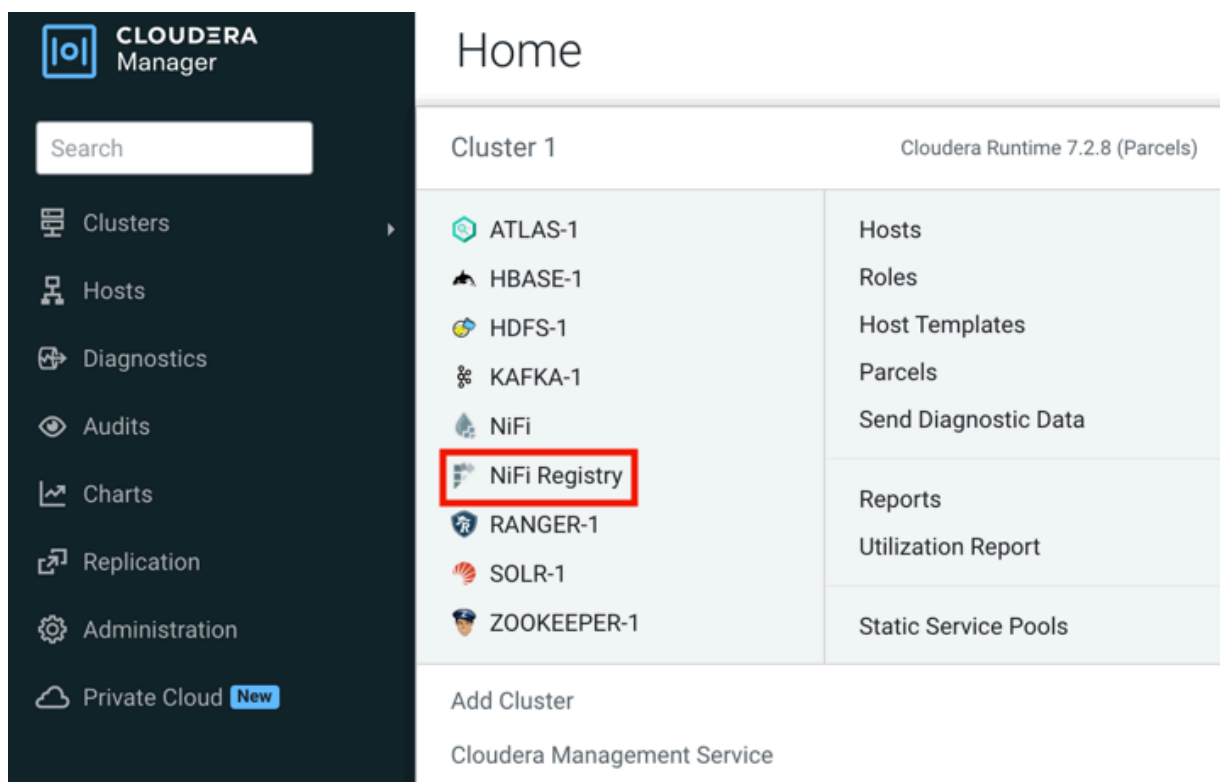 CLOUDERA
Manager
Search
Clusters
Hosts
Diagnostics
Audits
Charts
Replication
Administration
Private Cloud New
Home
Cluster 1
Cloudera Runtime 7.2.8 (Parcels)
ATLAS-1
HBASE-1
HDFS-1
KAFKA-1
NiFi
NiFi Registry
RANGER-1
SOLR-1
ZOOKEEPER-1
Hosts
Roles
Host Templates
Parcels
Send Diagnostic Data
Reports
Utilization Report
Static Service Pools
Add Cluster
Cloudera Management Service